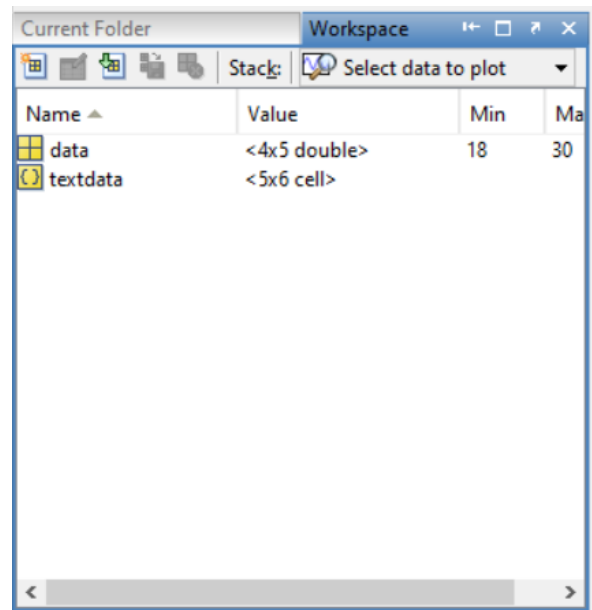 Current Folder Workspace
Stack: Select data to plot
Name Value Min Ma
data <4x5 double> 18 30
textdata <5x6 cell>